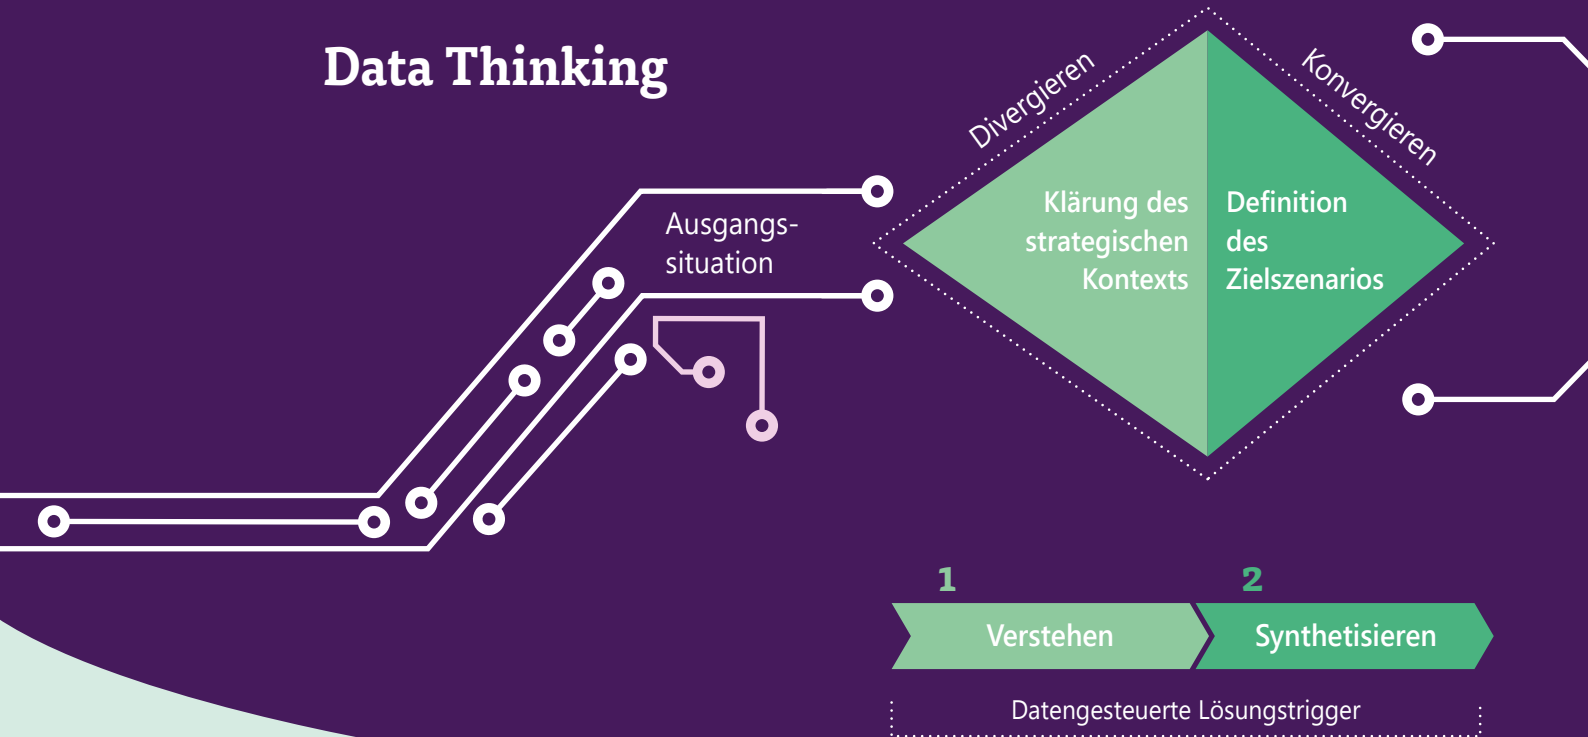 Data Thinking
Divergieren
Konvergieren
Ausgangs-
situation
Klärung des
strategischen
Kontexts
Definition
des
Zielszenarios
1
2
Verstehen
Synthetisieren
Datengesteuerte Lösungstrigger